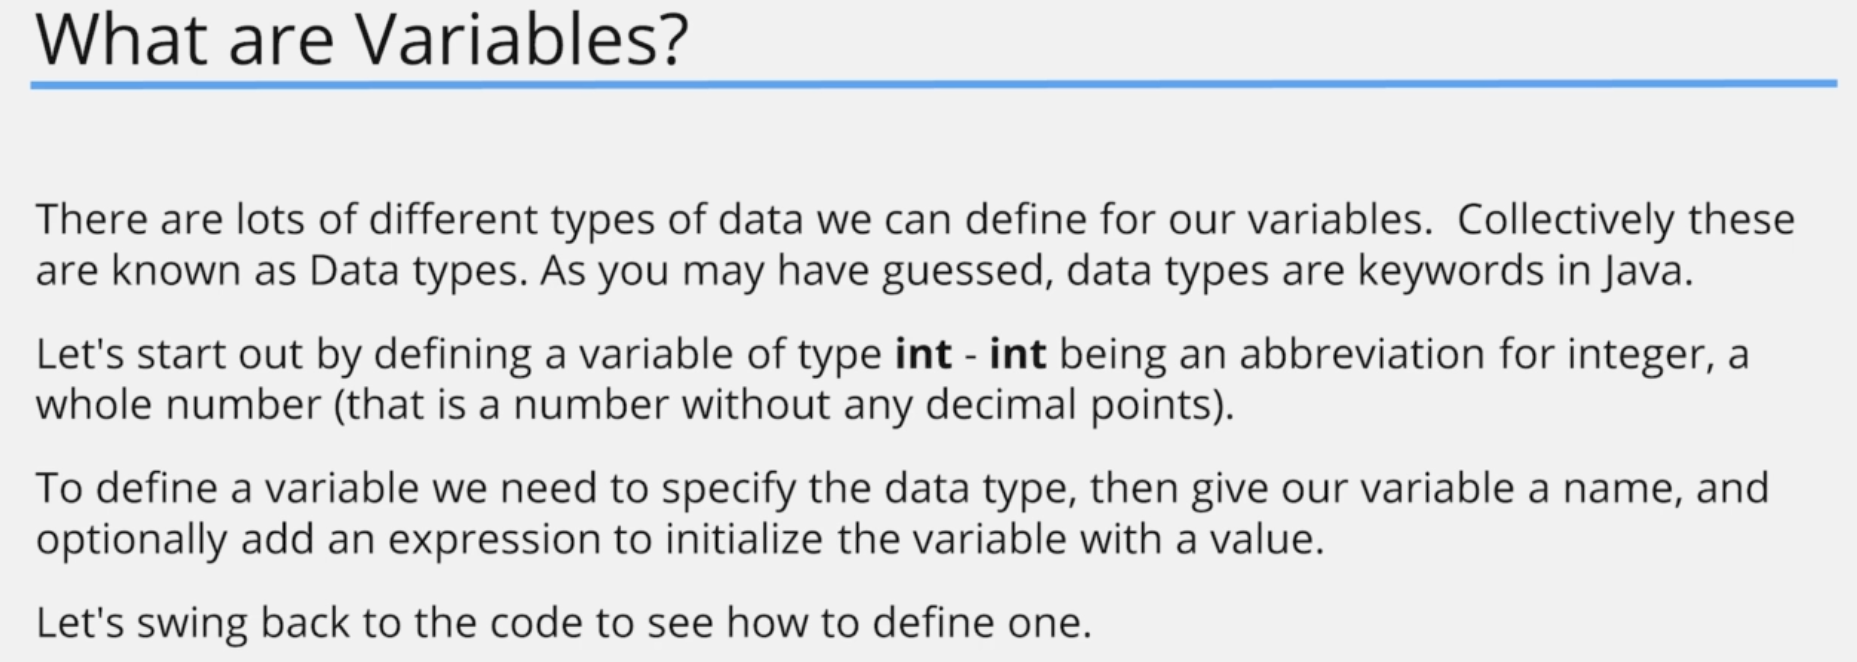 What are Variables?
There are lots of different types of data we can define for our variables.  Collectively these
are known as Data types. As you may have guessed, data types are keywords in Java.
Let's start out by defining a variable of type int - int being an abbreviation for integer, a
whole number (that is a number without any decimal points).
To define a variable we need to specify the data type, then give our variable a name, and
optionally add an expression to initialize the variable with a value.
Let's swing back to the code to see how to define one.